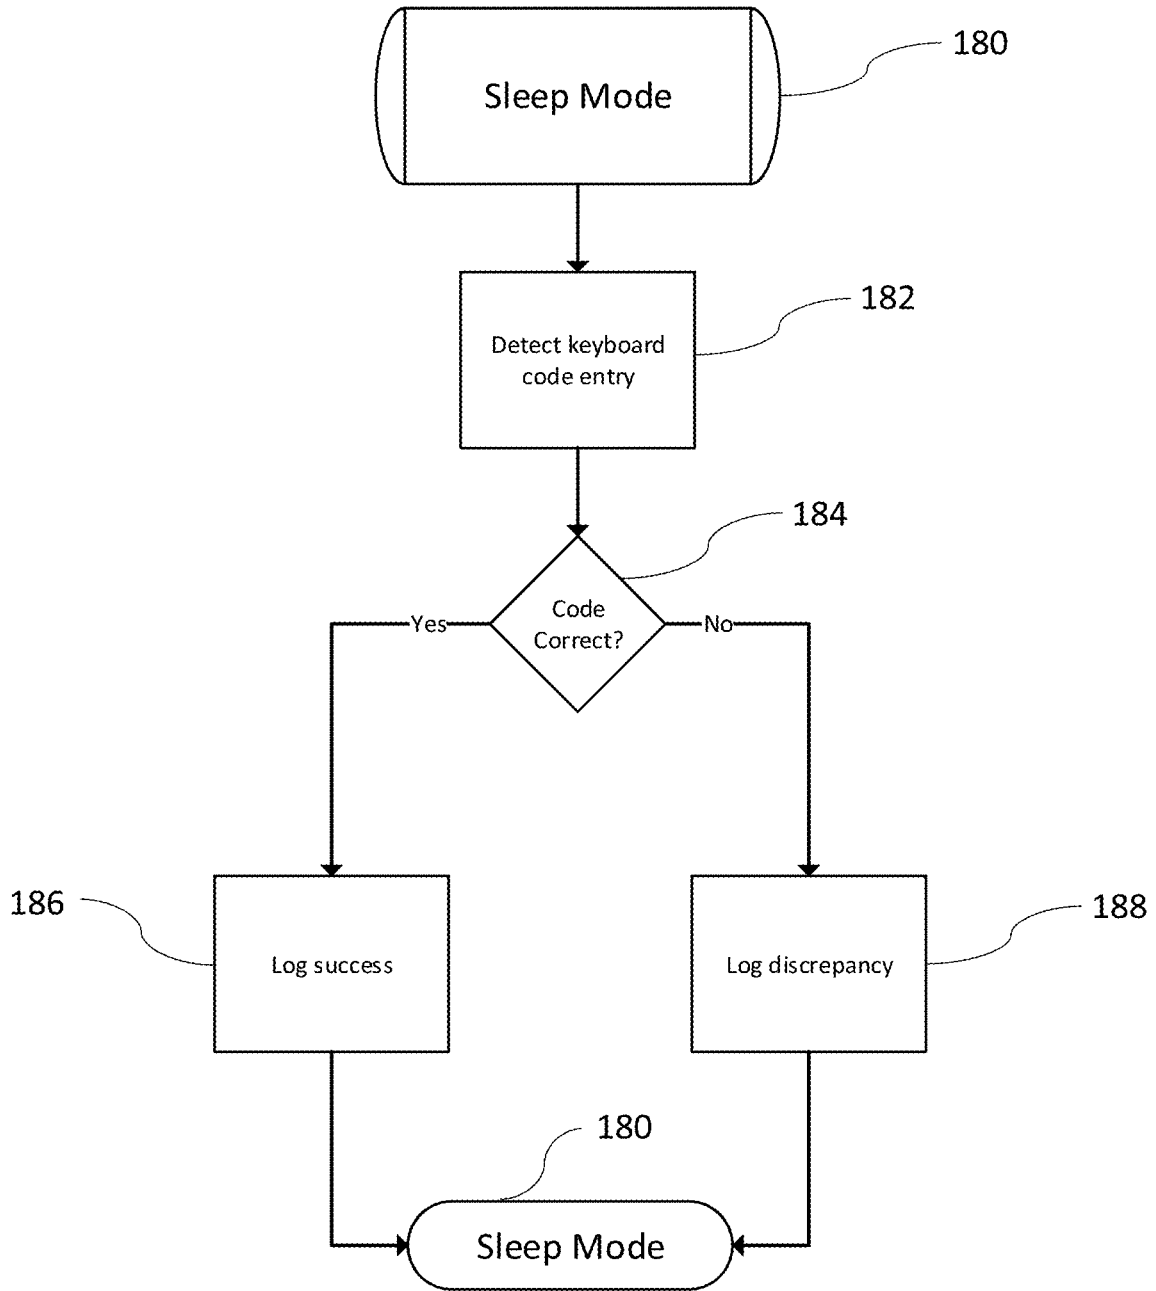 Sleep Mode
180
Detect keyboard
code entry
182
184
Code
Correct?
Yes
No
186
Log success
Log discrepancy
188
180
Sleep Mode